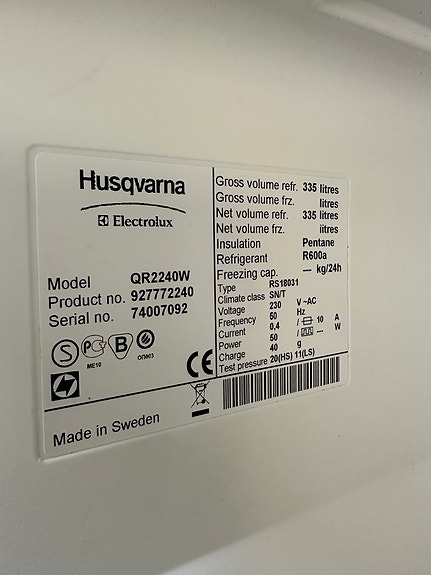 Husqvarna
Electrolux
Model QR2240W
Product no. 927772240
Serial no. 74007092
S
B
ME10
ОП003
CE
Made in Sweden
Gross volume refr. 335 litres
Gross volume frz. litres
Net volume refr. 335 litres
Net volume frz. litres
Insulation Pentane
Refrigerant R600a
Freezing cap. — kg/24h
Type RS18031
Climate class SN/T
Voltage 230 V ~AC
Frequency 50 Hz
Current 0,4 / 10 A
Power 50 / — W
Charge 40 g
Test pressure 20(HS) 11(LS)